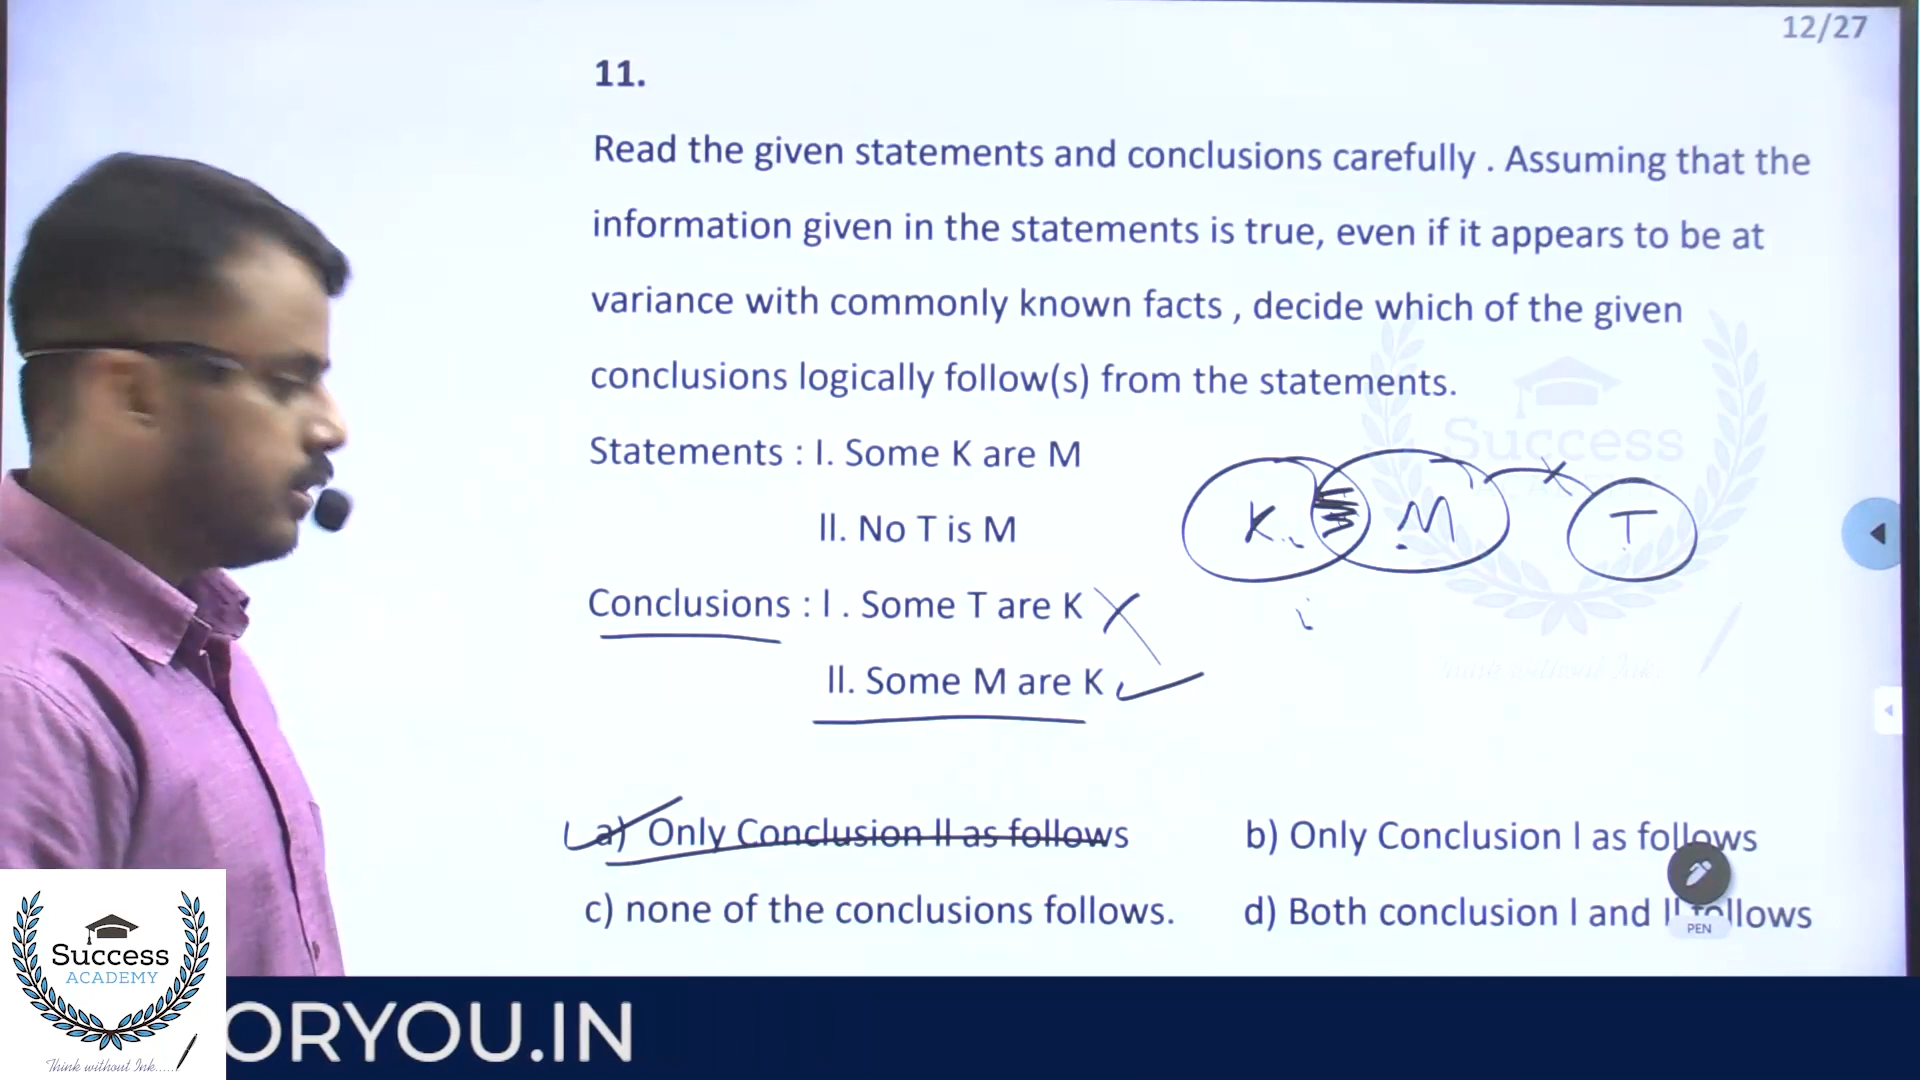 12/27
11.
Read the given statements and conclusions carefully . Assuming that the
information given in the statements is true, even if it appears to be at
variance with commonly known facts , decide which of the given
conclusions logically follow(s) from the statements.
Success
Statements : I. Some K are M
K M T
II. No T is M
Conclusions : I . Some T are K
II. Some M are K
a) Only Conclusion II as follows
b) Only Conclusion I as follows
c) none of the conclusions follows.
d) Both conclusion I and II follows
PEN
Success
ACADEMY
Think without Ink.....
ORYOU.IN